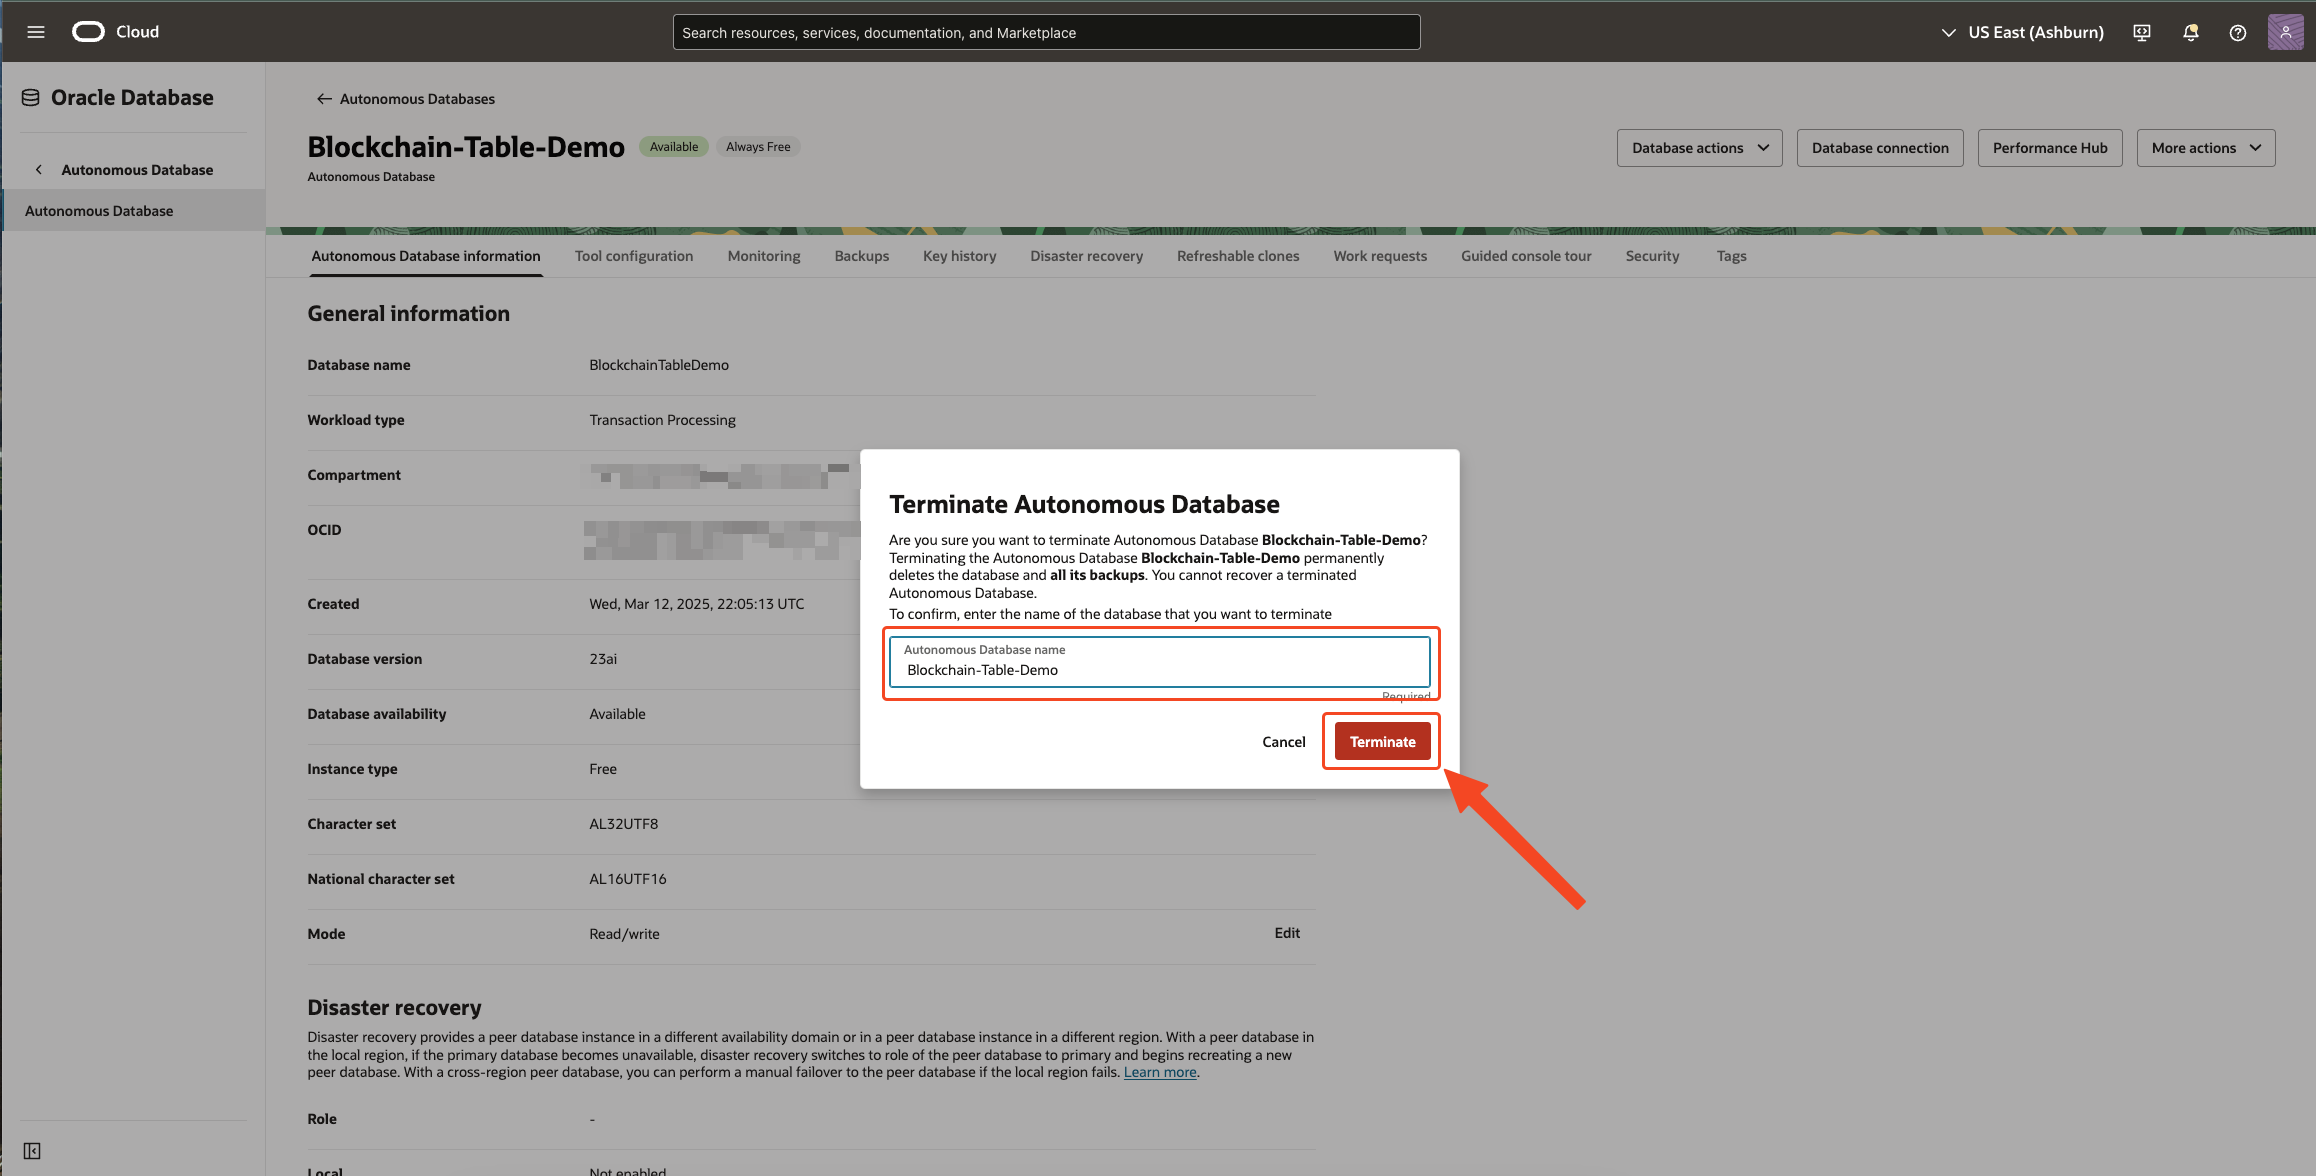 Cloud
Search resources, services, documentation, and Marketplace
US East (Ashburn)
Oracle Database
Autonomous Database
Autonomous Database
Autonomous Databases
Blockchain-Table-Demo
Available
Always Free
Autonomous Database
Database actions
Database connection
Performance Hub
More actions
Autonomous Database information
Tool configuration
Monitoring
Backups
Key history
Disaster recovery
Refreshable clones
Work requests
Guided console tour
Security
Tags
General information
Database name
BlockchainTableDemo
Workload type
Transaction Processing
Compartment
OCID
Created
Wed, Mar 12, 2025, 22:05:13 UTC
Database version
23ai
Database availability
Available
Instance type
Free
Character set
AL32UTF8
National character set
AL16UTF16
Mode
Read/write
Edit
Disaster recovery
Disaster recovery provides a peer database instance in a different availability domain or in a peer database instance in a different region. With a peer database in
the local region, if the primary database becomes unavailable, disaster recovery switches to role of the peer database to primary and begins recreating a new
peer database. With a cross-region peer database, you can perform a manual failover to the peer database if the local region fails. Learn more.
Role
-
Local
Not enabled
Terminate Autonomous Database
Are you sure you want to terminate Autonomous Database Blockchain-Table-Demo?
Terminating the Autonomous Database Blockchain-Table-Demo permanently
deletes the database and all its backups. You cannot recover a terminated
Autonomous Database.
To confirm, enter the name of the database that you want to terminate
Autonomous Database name
Blockchain-Table-Demo
Required
Cancel
Terminate